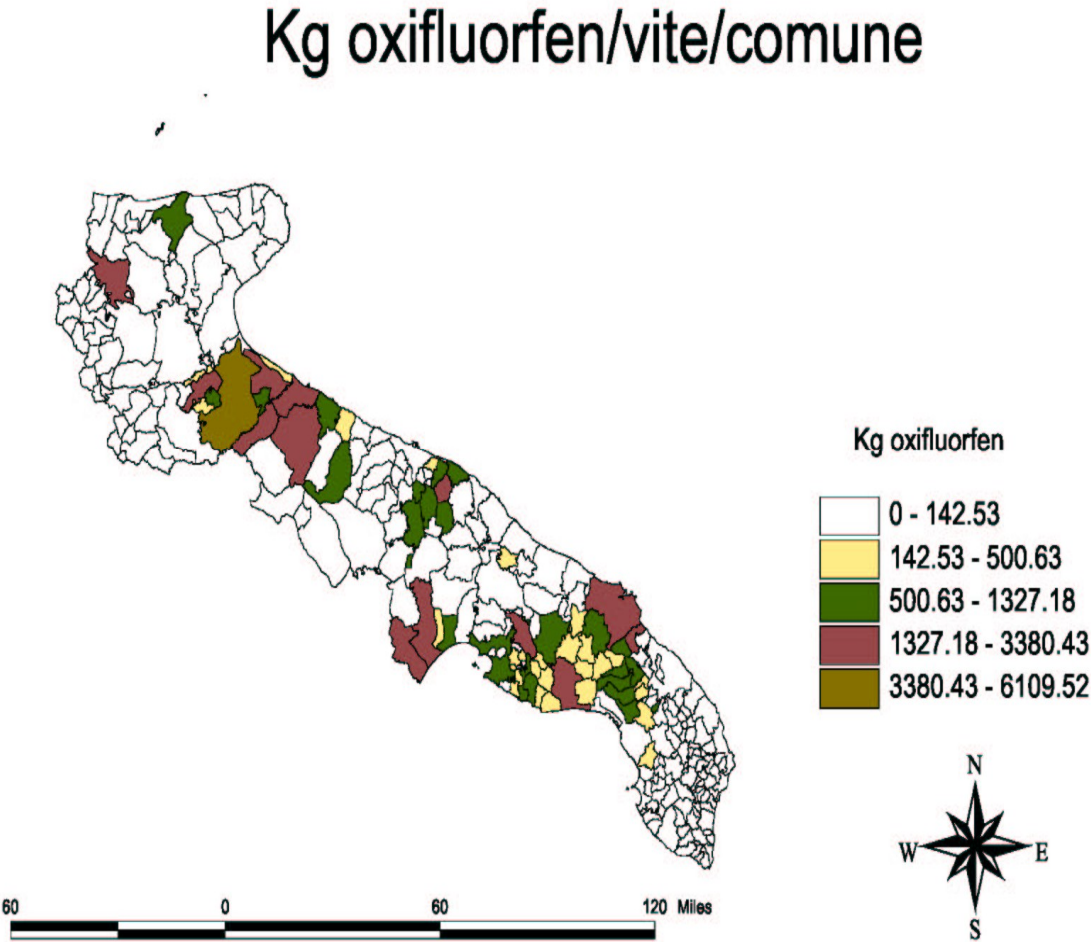 Kg oxifluorfen/vite/comune
Kg oxifluorfen
0 - 142.53
142.53 - 500.63
500.63 - 1327.18
1327.18 - 3380.43
3380.43 - 6109.52
N
W E
S
60 0 60 120 Miles